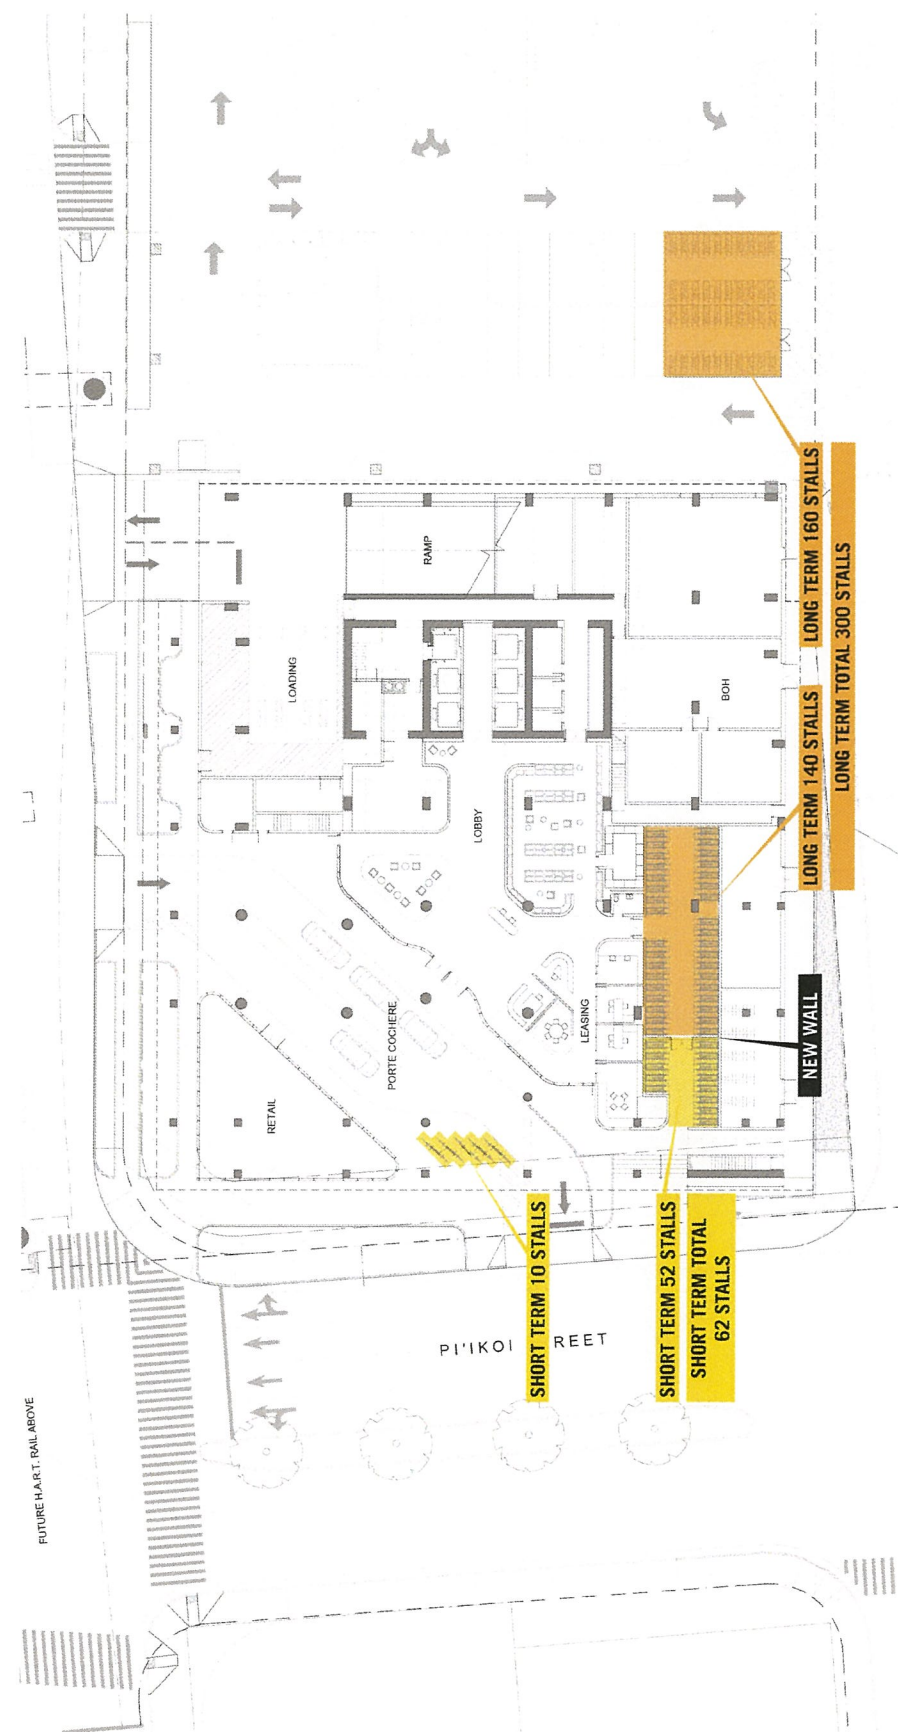 FUTURE H.A.R.T. RAIL ABOVE
PI'IKOI REET
RETAIL
PORTE COCHERE
LOADING
RAMP
LOBBY
LEASING
BOH
SHORT TERM 10 STALLS
SHORT TERM 52 STALLS
SHORT TERM TOTAL
62 STALLS
NEW WALL
LONG TERM 140 STALLS
LONG TERM 160 STALLS
LONG TERM TOTAL 300 STALLS